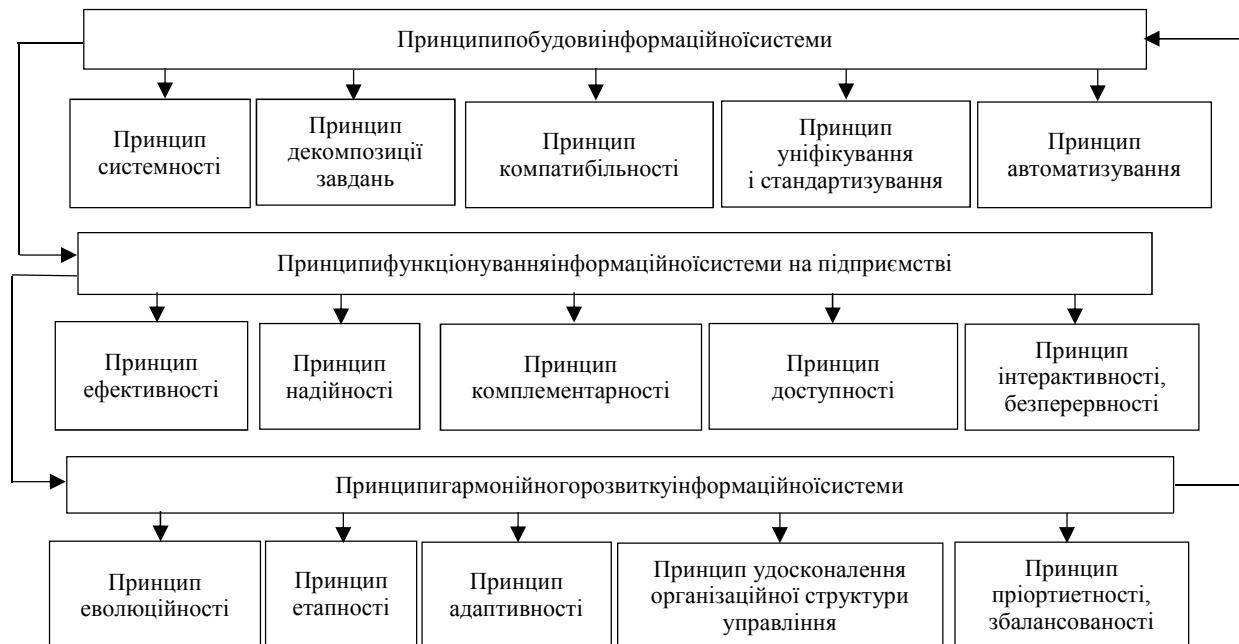 Принципипобудовиінформаційноїсистеми
Принцип
системності
Принцип
декомпозиції
завдань
Принцип
компатибільності
Принцип
уніфікування
і стандартизування
Принцип
автоматизування
Принципифункціонуванняінформаційноїсистеми на підприємстві
Принцип
ефективності
Принцип
надійності
Принцип
комплементарності
Принцип
доступності
Принцип
інтерактивності,
безперервності
Принципигармонійногорозвиткуінформаційноїсистеми
Принцип
еволюційності
Принцип
етапності
Принцип
адаптивності
Принцип удосконалення
організаційної структури
управління
Принцип
пріортиетності,
збалансованості